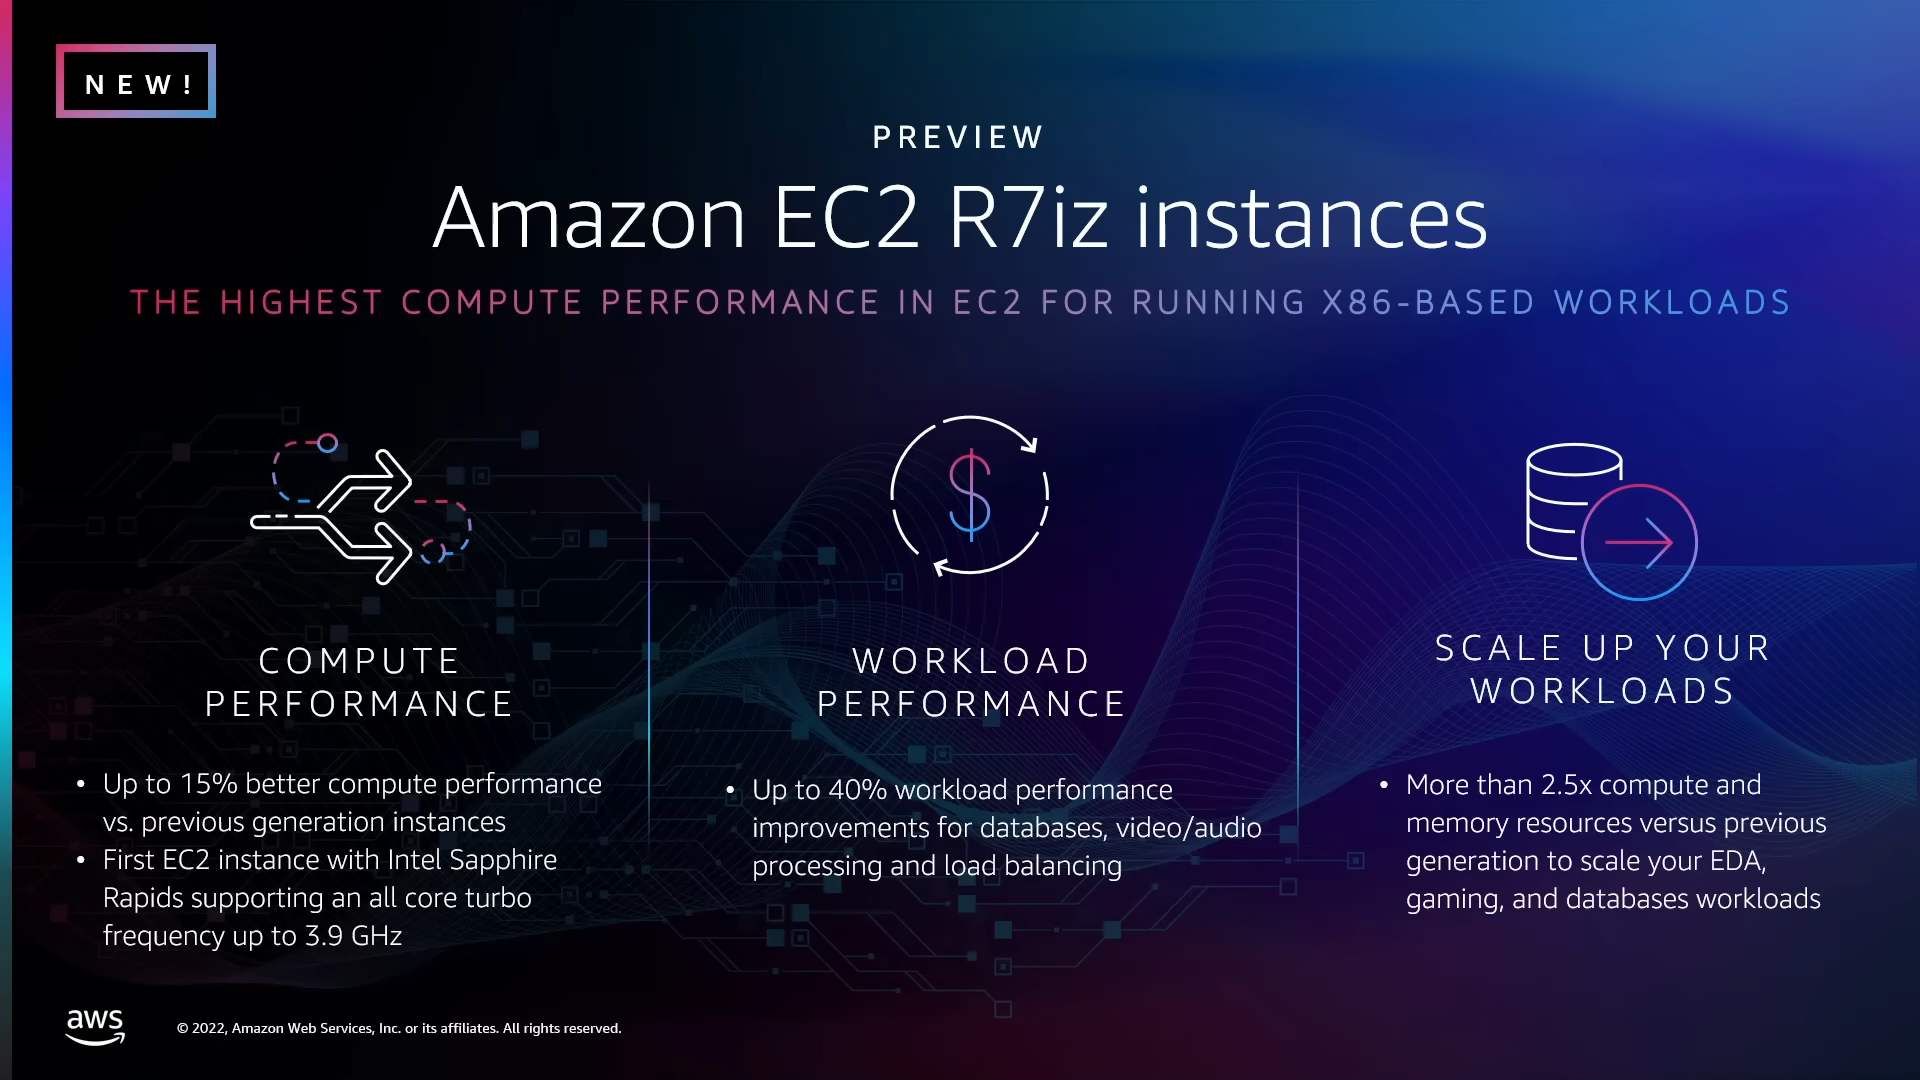 NEW!
PREVIEW
Amazon EC2 R7iz instances
THE HIGHEST COMPUTE PERFORMANCE IN EC2 FOR RUNNING X86-BASED WORKLOADS
COMPUTE
PERFORMANCE
• Up to 15% better compute performance
vs. previous generation instances
• First EC2 instance with Intel Sapphire
Rapids supporting an all core turbo
frequency up to 3.9 GHz
$
WORKLOAD
PERFORMANCE
• Up to 40% workload performance
improvements for databases, video/audio
processing and load balancing
SCALE UP YOUR
WORKLOADS
• More than 2.5x compute and
memory resources versus previous
generation to scale your EDA,
gaming, and databases workloads
aws
© 2022, Amazon Web Services, Inc. or its affiliates. All rights reserved.